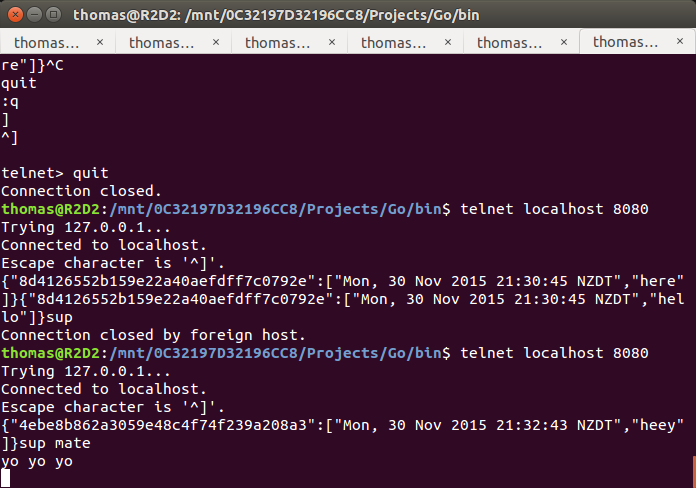 thomas@R2D2: /mnt/0C32197D32196CC8/Projects/Go/bin
thomas… × thomas… × thomas… × thomas… × thomas… × thomas… ×
re"]}^C
quit
:q
]
^]
telnet> quit
Connection closed.
thomas@R2D2:/mnt/0C32197D32196CC8/Projects/Go/bin$ telnet localhost 8080
Trying 127.0.0.1...
Connected to localhost.
Escape character is '^]'.
{"8d4126552b159e22a40aefdff7c0792e":["Mon, 30 Nov 2015 21:30:45 NZDT","here"
]}{"8d4126552b159e22a40aefdff7c0792e":["Mon, 30 Nov 2015 21:30:45 NZDT","hel
lo"]}sup
Connection closed by foreign host.
thomas@R2D2:/mnt/0C32197D32196CC8/Projects/Go/bin$ telnet localhost 8080
Trying 127.0.0.1...
Connected to localhost.
Escape character is '^]'.
{"4ebe8b862a3059e48c4f74f239a208a3":["Mon, 30 Nov 2015 21:32:43 NZDT","heey"
]}sup mate
yo yo yo